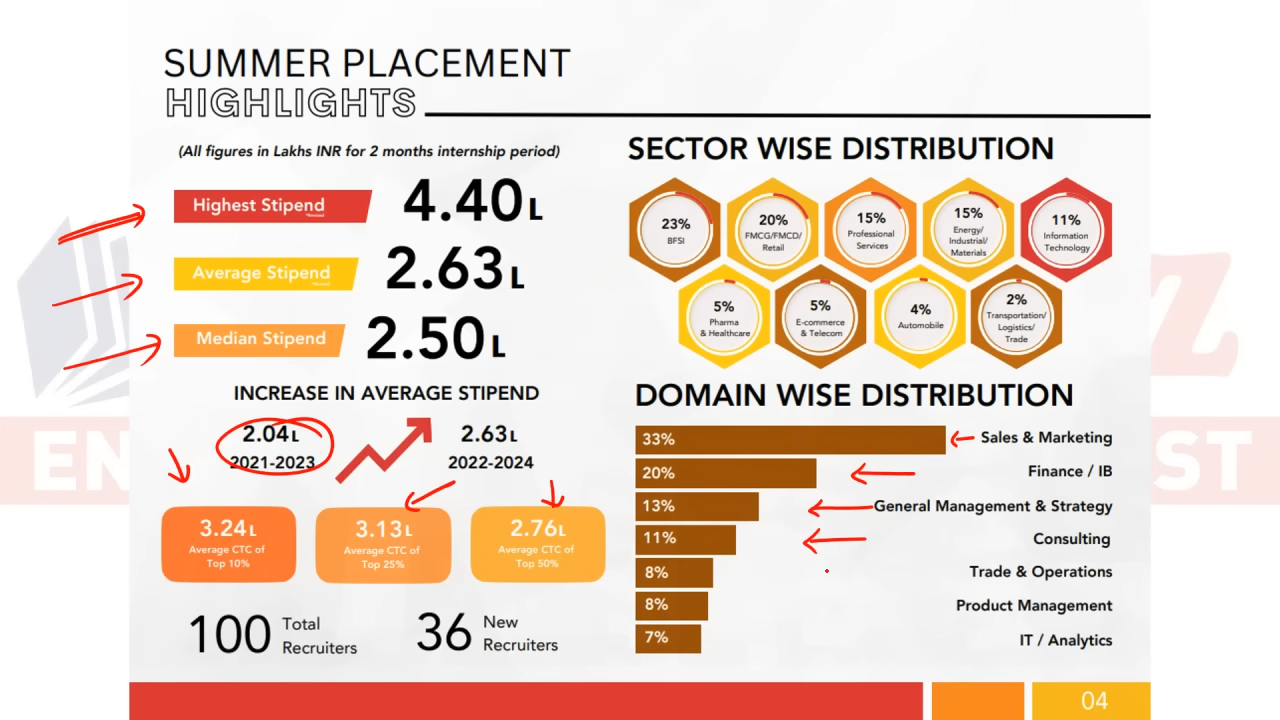 SUMMER PLACEMENT
HIGHLIGHTS
(All figures in Lakhs INR for 2 months internship period)
Highest Stipend
4.40L
Average Stipend
2.63L
Median Stipend
2.50L
INCREASE IN AVERAGE STIPEND
2.04L
2021-2023
2.63L
2022-2024
3.24L
Average CTC of
Top 10%
3.13L
Average CTC of
Top 25%
2.76L
Average CTC of
Top 50%
100
Total
Recruiters
36
New
Recruiters
SECTOR WISE DISTRIBUTION
23%
BFSI
20%
FMCG/FMCD/
Retail
15%
Professional
Services
15%
Energy/
Industrial/
Materials
11%
Information
Technology
5%
Pharma
& Healthcare
5%
E-commerce
& Telecom
4%
Automobile
2%
Transportation/
Logistics/
Trade
DOMAIN WISE DISTRIBUTION
33% Sales & Marketing
20% Finance / IB
13% General Management & Strategy
11% Consulting
8% Trade & Operations
8% Product Management
7% IT / Analytics
04
EN
Z
ST